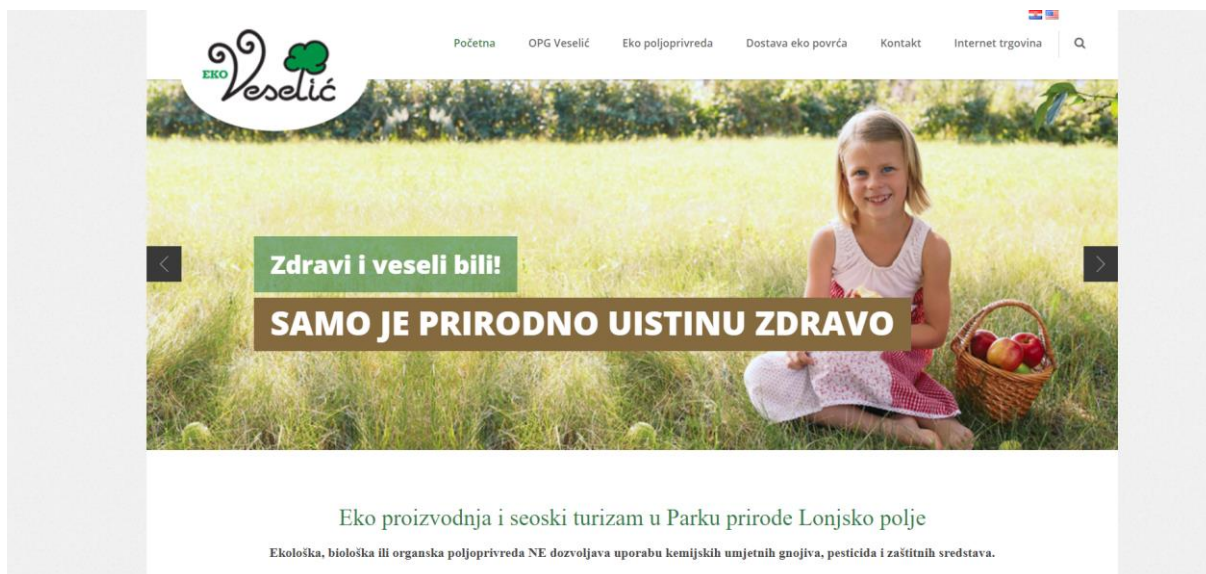 EKO
Veselić
Početna
OPG Veselić
Eko poljoprivreda
Dostava eko povrća
Kontakt
Internet trgovina
Zdravi i veseli bili!
SAMO JE PRIRODNO UISTINU ZDRAVO
Eko proizvodnja i seoski turizam u Parku prirode Lonjsko polje
Ekološka, biološka ili organska poljoprivreda NE dozvoljava uporabu kemijskih umjetnih gnojiva, pesticida i zaštitnih sredstava.